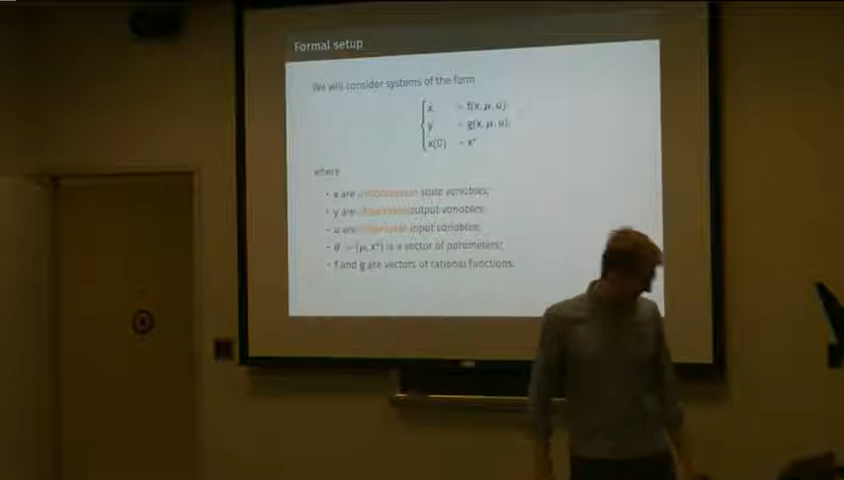 Formal setup
We will consider systems of the form
ẋ = f(x, μ, u)
y = g(x, μ, u)
x(0) = x*
where
· x are state variables;
· y are output variables;
· u are input variables;
· θ = (μ, x*) is a vector of parameters;
· f and g are vectors of rational functions.